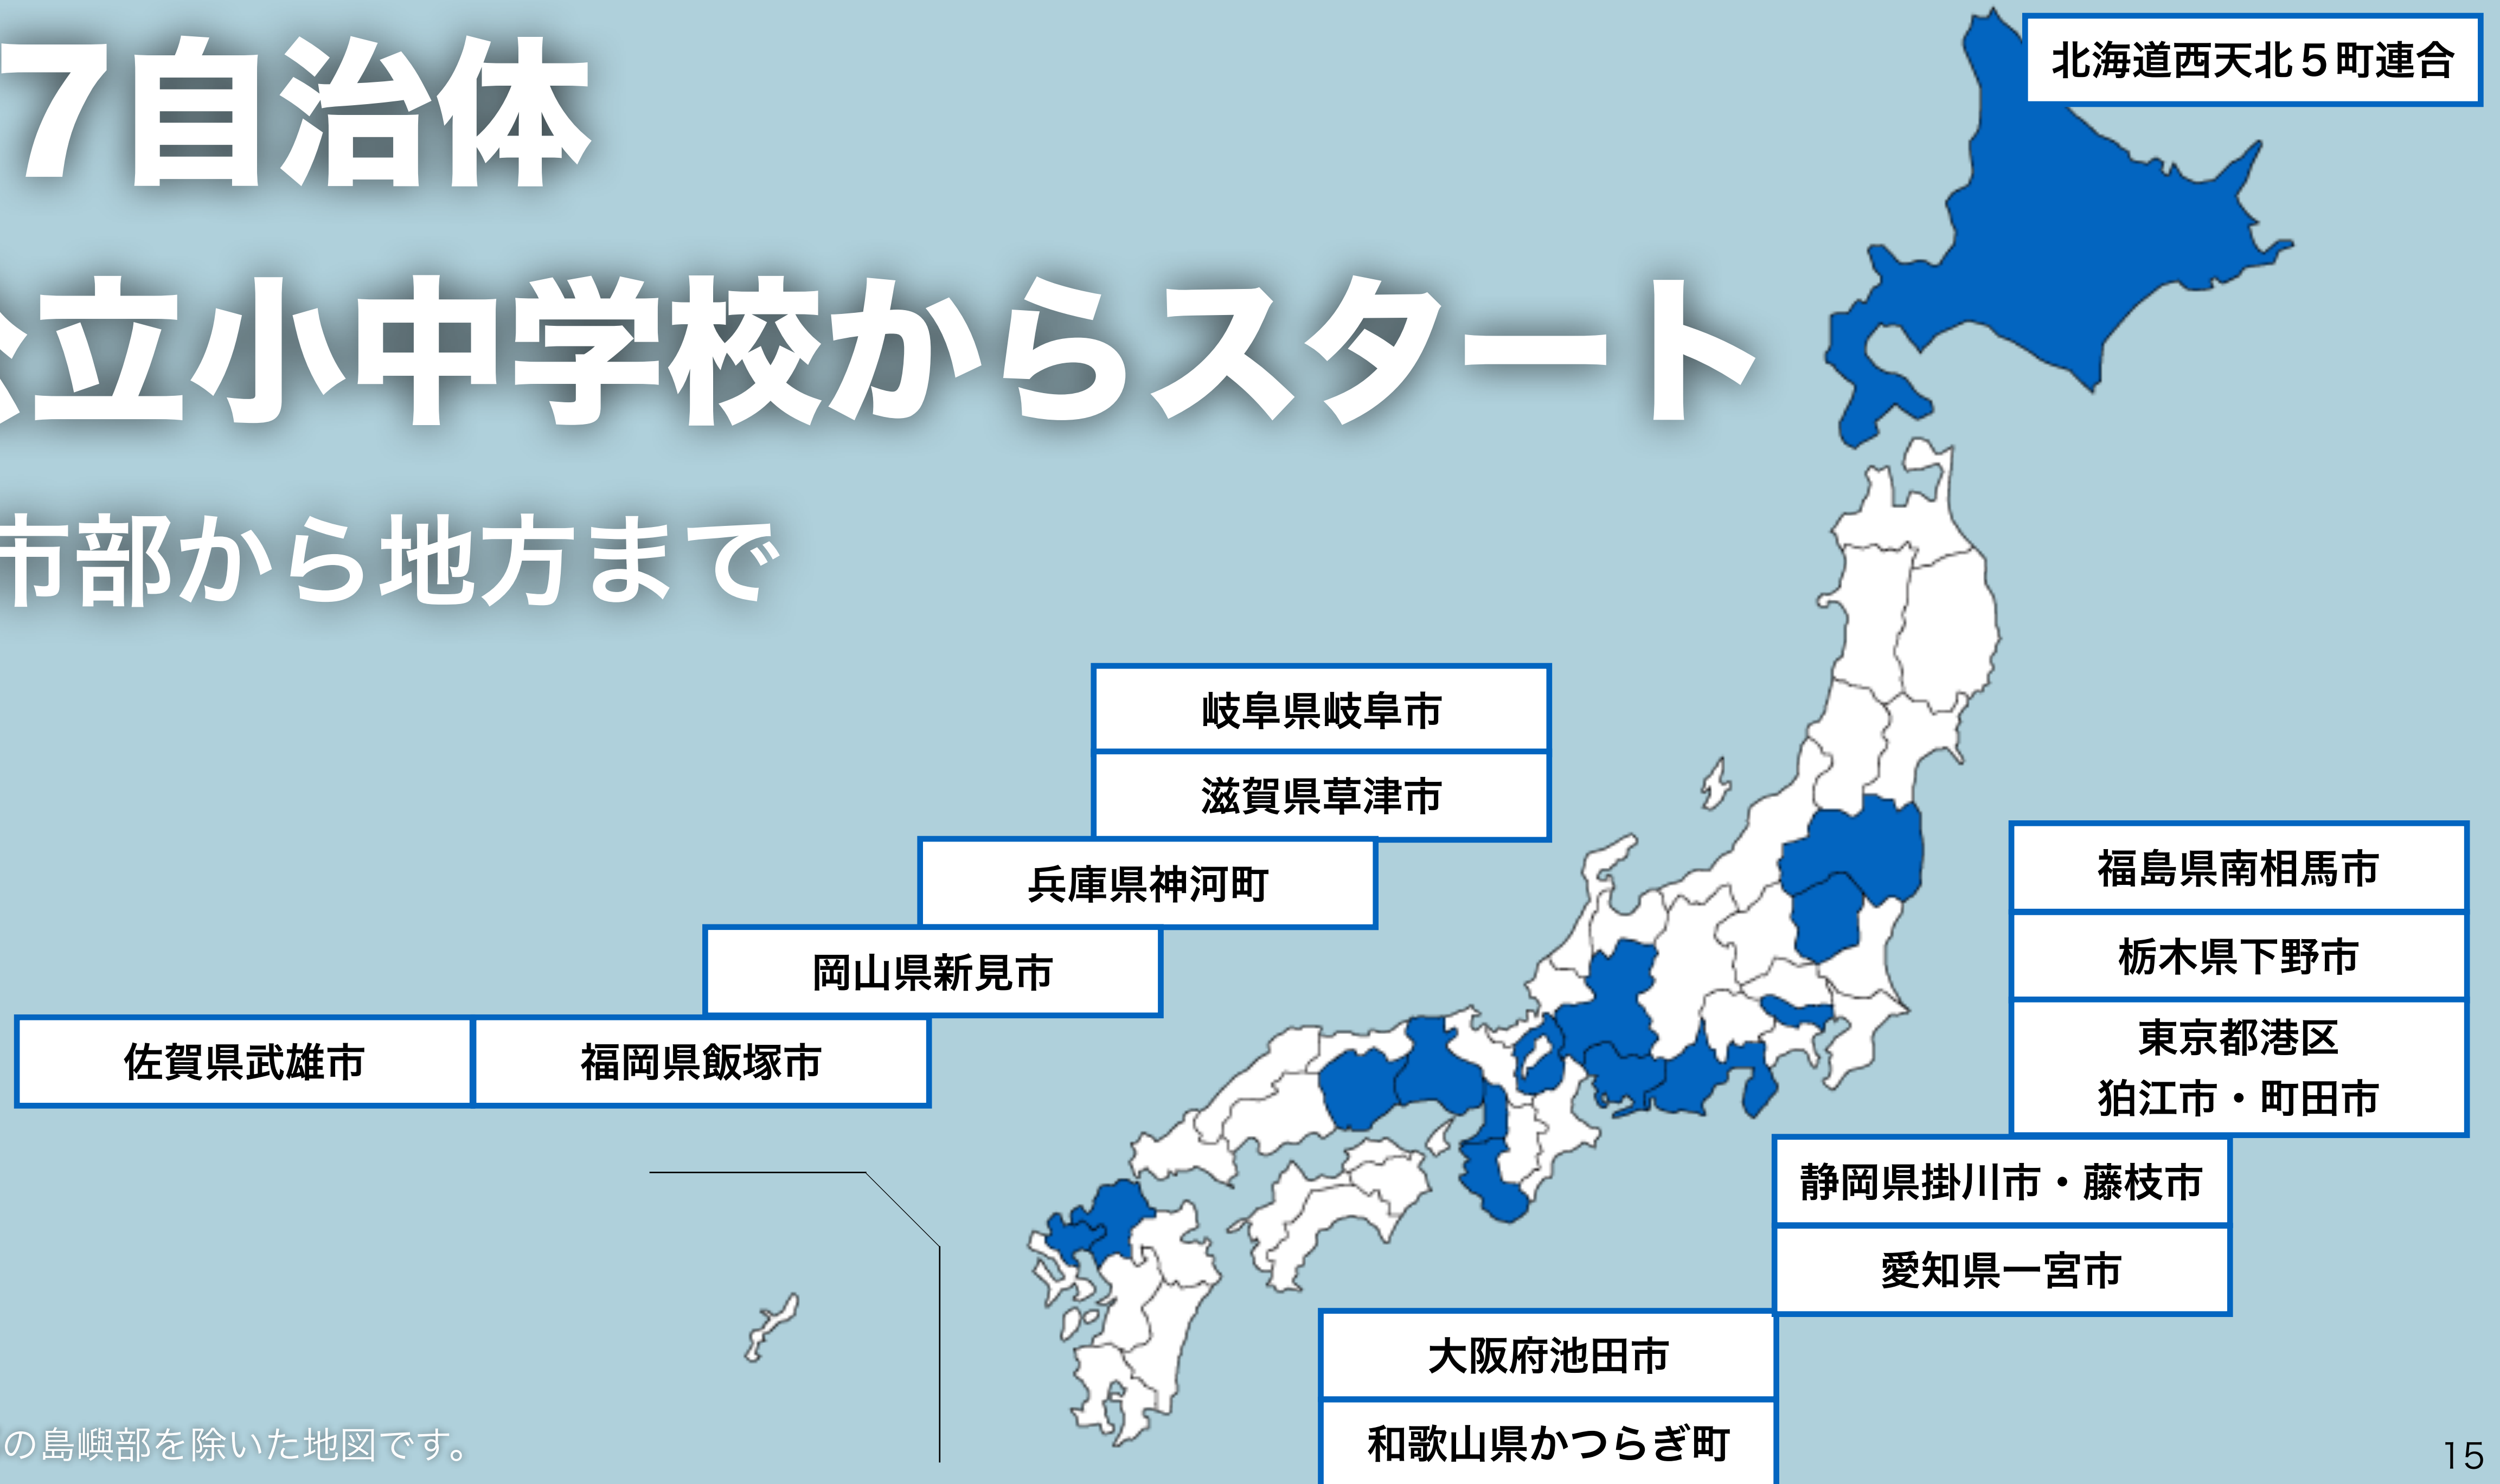 7自治体
公立小中学校からスタート
市部から地方まで
北海道西天北５町連合
岐阜県岐阜市
滋賀県草津市
兵庫県神河町
岡山県新見市
佐賀県武雄市
福岡県飯塚市
福島県南相馬市
栃木県下野市
東京都港区
狛江市・町田市
静岡県掛川市・藤枝市
愛知県一宮市
大阪府池田市
和歌山県かつらぎ町
の島嶼部を除いた地図です。
15